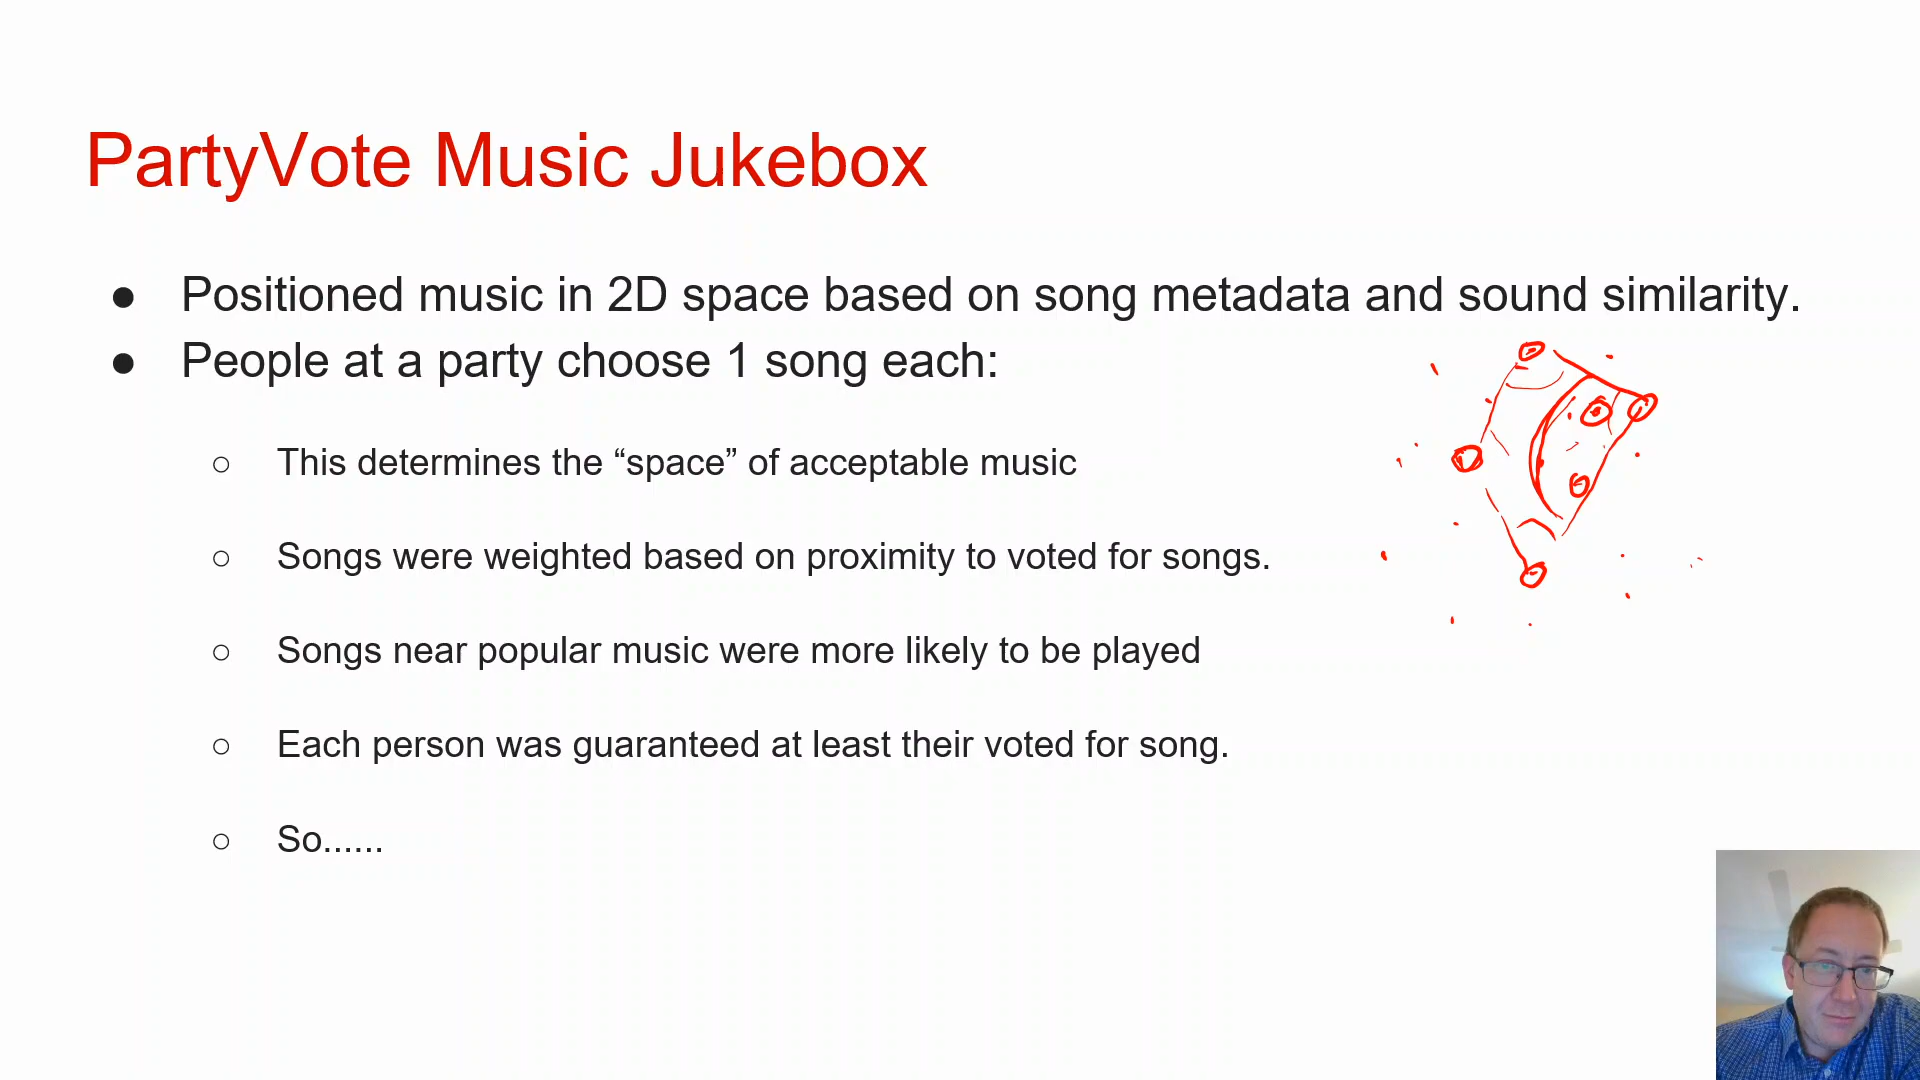 PartyVote Music Jukebox
● Positioned music in 2D space based on song metadata and sound similarity.
● People at a party choose 1 song each:
○ This determines the “space” of acceptable music
○ Songs were weighted based on proximity to voted for songs.
○ Songs near popular music were more likely to be played
○ Each person was guaranteed at least their voted for song.
○ So......